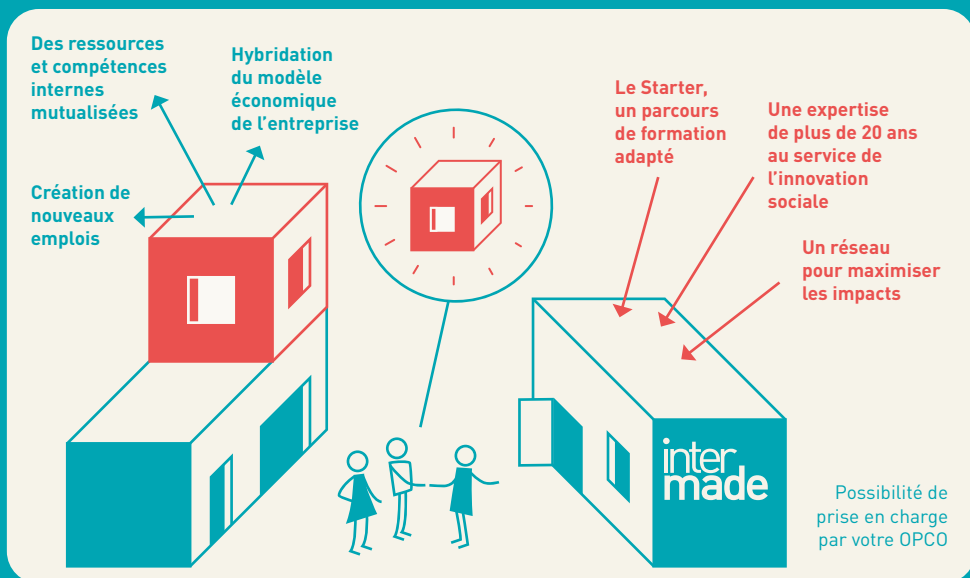 Des ressources
et compétences
internes
mutualisées
Hybridation
du modèle
économique
de l'entreprise
Création de
nouveaux
emplois
Le Starter,
un parcours
de formation
adapté
Une expertise
de plus de 20 ans
au service de
l'innovation
sociale
Un réseau
pour maximiser
les impacts
inter
made
Possibilité de
prise en charge
par votre OPCO